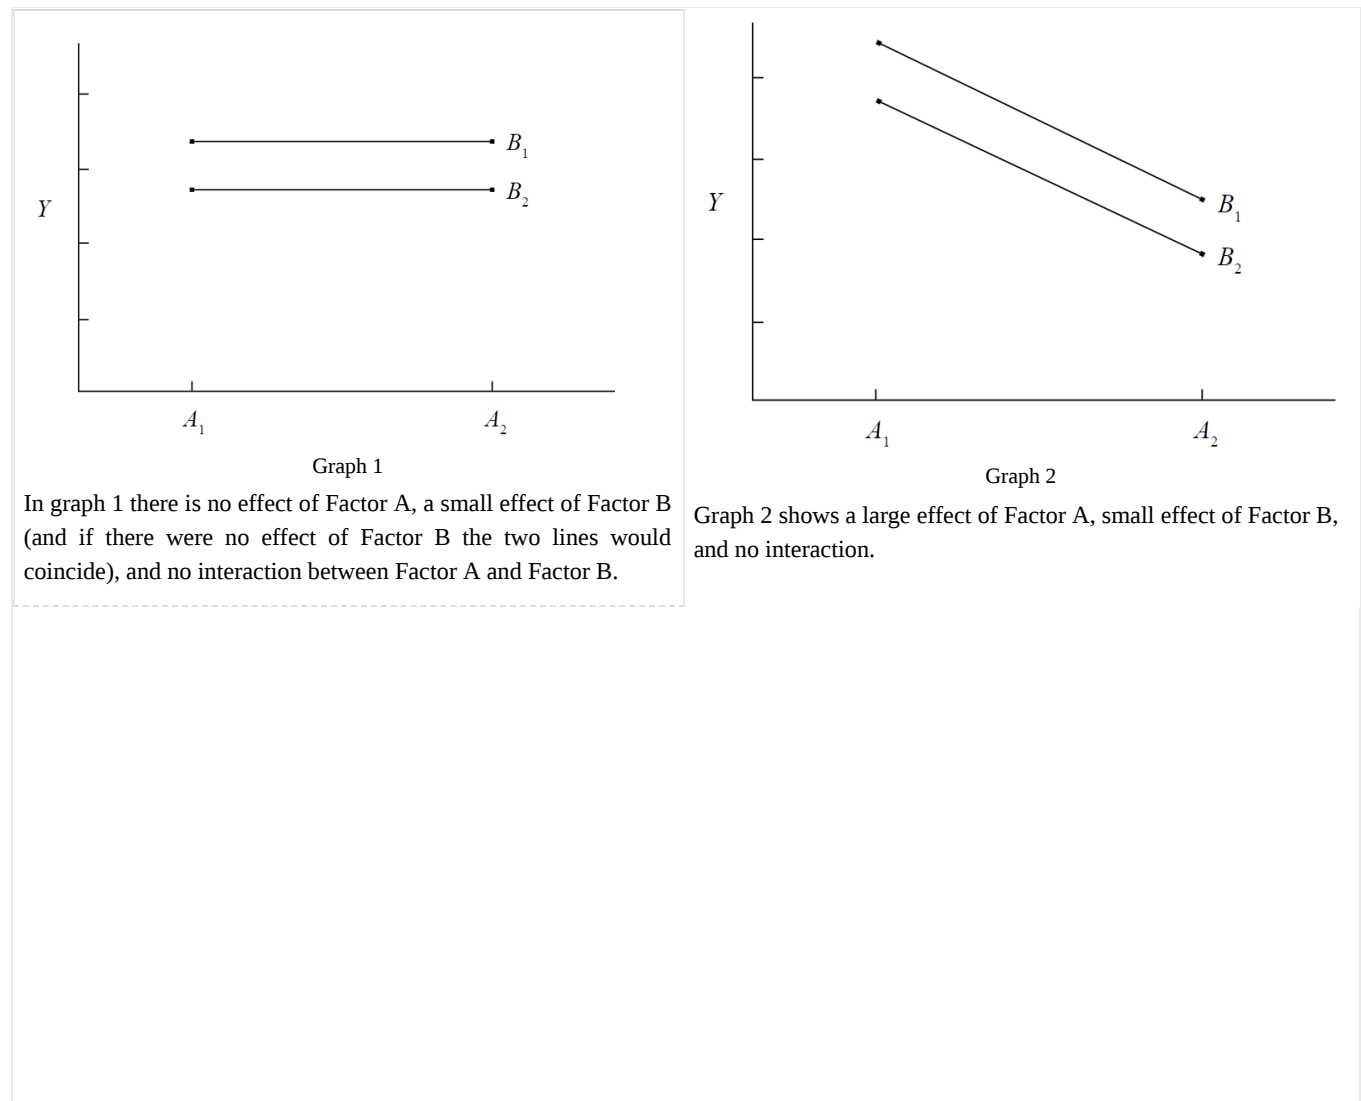 B1
B2
Y
A1
A2
Graph 1
In graph 1 there is no effect of Factor A, a small effect of Factor B
(and if there were no effect of Factor B the two lines would
coincide), and no interaction between Factor A and Factor B.
Y
B1
B2
A1
A2
Graph 2
Graph 2 shows a large effect of Factor A, small effect of Factor B,
and no interaction.